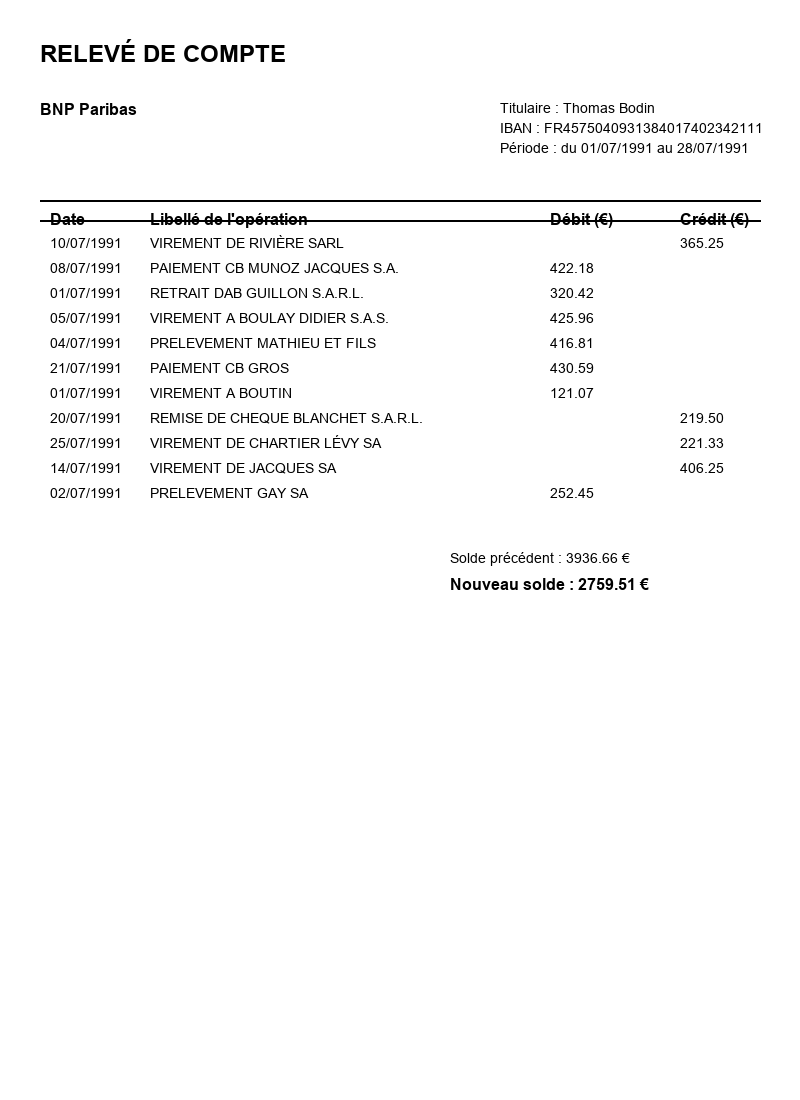 RELEVÉ DE COMPTE
BNP Paribas
Titulaire : Thomas Bodin
IBAN : FR4575040931384017402342111
Période : du 01/07/1991 au 28/07/1991
Date Libellé de l'opération Débit (€) Crédit (€)
10/07/1991 VIREMENT DE RIVIÈRE SARL 365.25
08/07/1991 PAIEMENT CB MUNOZ JACQUES S.A. 422.18
01/07/1991 RETRAIT DAB GUILLON S.A.R.L. 320.42
05/07/1991 VIREMENT A BOULAY DIDIER S.A.S. 425.96
04/07/1991 PRELEVEMENT MATHIEU ET FILS 416.81
21/07/1991 PAIEMENT CB GROS 430.59
01/07/1991 VIREMENT A BOUTIN 121.07
20/07/1991 REMISE DE CHEQUE BLANCHET S.A.R.L. 219.50
25/07/1991 VIREMENT DE CHARTIER LÉVY SA 221.33
14/07/1991 VIREMENT DE JACQUES SA 406.25
02/07/1991 PRELEVEMENT GAY SA 252.45
Solde précédent : 3936.66 €
Nouveau solde : 2759.51 €